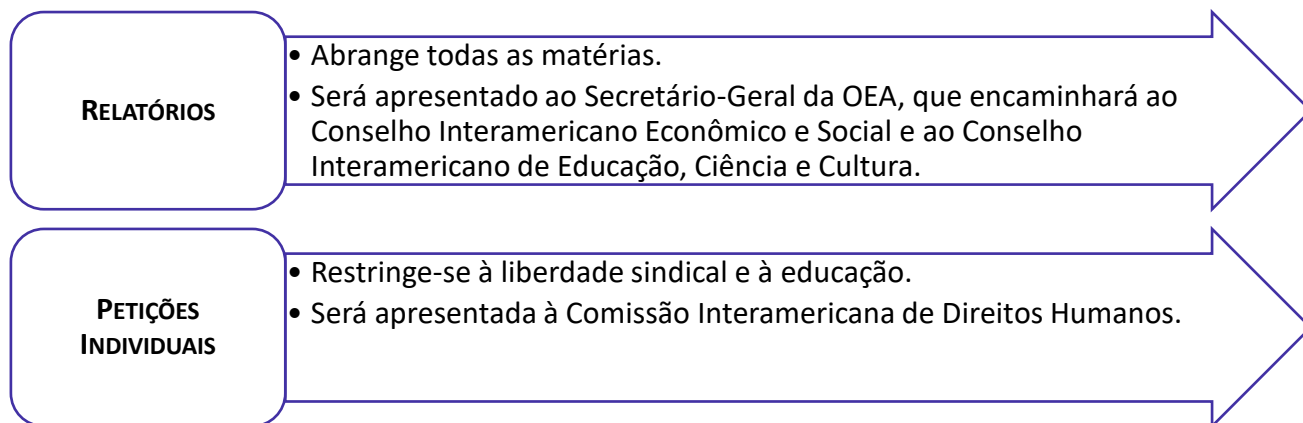 RELATÓRIOS
• Abrange todas as matérias.
• Será apresentado ao Secretário-Geral da OEA, que encaminhará ao
Conselho Interamericano Econômico e Social e ao Conselho
Interamericano de Educação, Ciência e Cultura.
PETIÇÕES
INDIVIDUAIS
• Restringe-se à liberdade sindical e à educação.
• Será apresentada à Comissão Interamericana de Direitos Humanos.